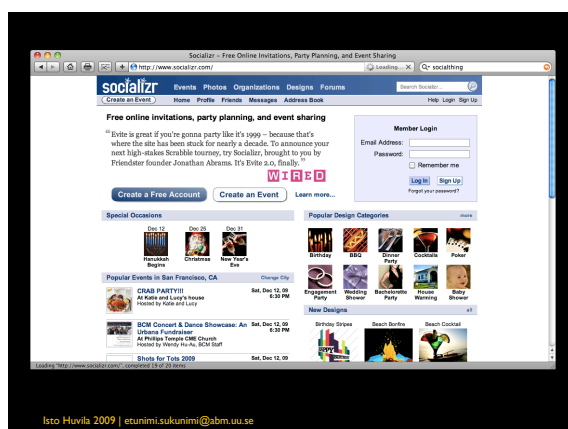 Socializr – Free Online Invitations, Party Planning, and Event Sharing
http://www.socializr.com/
Loading... X
socialthing
socializr
Events Photos Organizations Designs Forums
Search Socializr...
Create an Event
Home Profile Friends Messages Address Book
Help Login Sign Up
Free online invitations, party planning, and event sharing
"Evite is great if you're gonna party like it's 1999 – because that's
where the site has been stuck for nearly a decade. To announce your
next high-stakes Scrabble tourney, try Socializr, brought to you by
Friendster founder Jonathan Abrams. It's Evite 2.0, finally."
WIRED
Create a Free Account
Create an Event
Learn more...
Member Login
Email Address:
Password:
Remember me
Log In
Sign Up
Forgot your password?
Special Occasions
Dec 12
Dec 25
Dec 31
Hanukkah
Begins
Christmas
New Year's
Eve
Popular Events in San Francisco, CA
Change City
CRAB PARTY!!!
At Katie and Lucy's house
Hosted by Katie and Lucy
Sat, Dec 12, 09
6:30 PM
BCM Concert & Dance Showcase: An
Urbana Fundraiser
At Phillips Temple CME Church
Hosted by Wendy Hu-Au, BCM Staff
Sat, Dec 12, 09
6:30 PM
Shots for Tots 2009
Sat, Dec 12, 09
Popular Design Categories
more
Birthday
BBQ
Dinner
Party
Cocktails
Poker
Engagement
Party
Wedding
Shower
Bachelorette
Party
House
Warming
Baby
Shower
New Designs
all
Birthday Stripes
Beach Bonfire
Beach Cocktail
Loading "http://www.socializr.com/", completed 19 of 20 items
Isto Huvila 2009 | etunimi.sukunimi@abm.uu.se